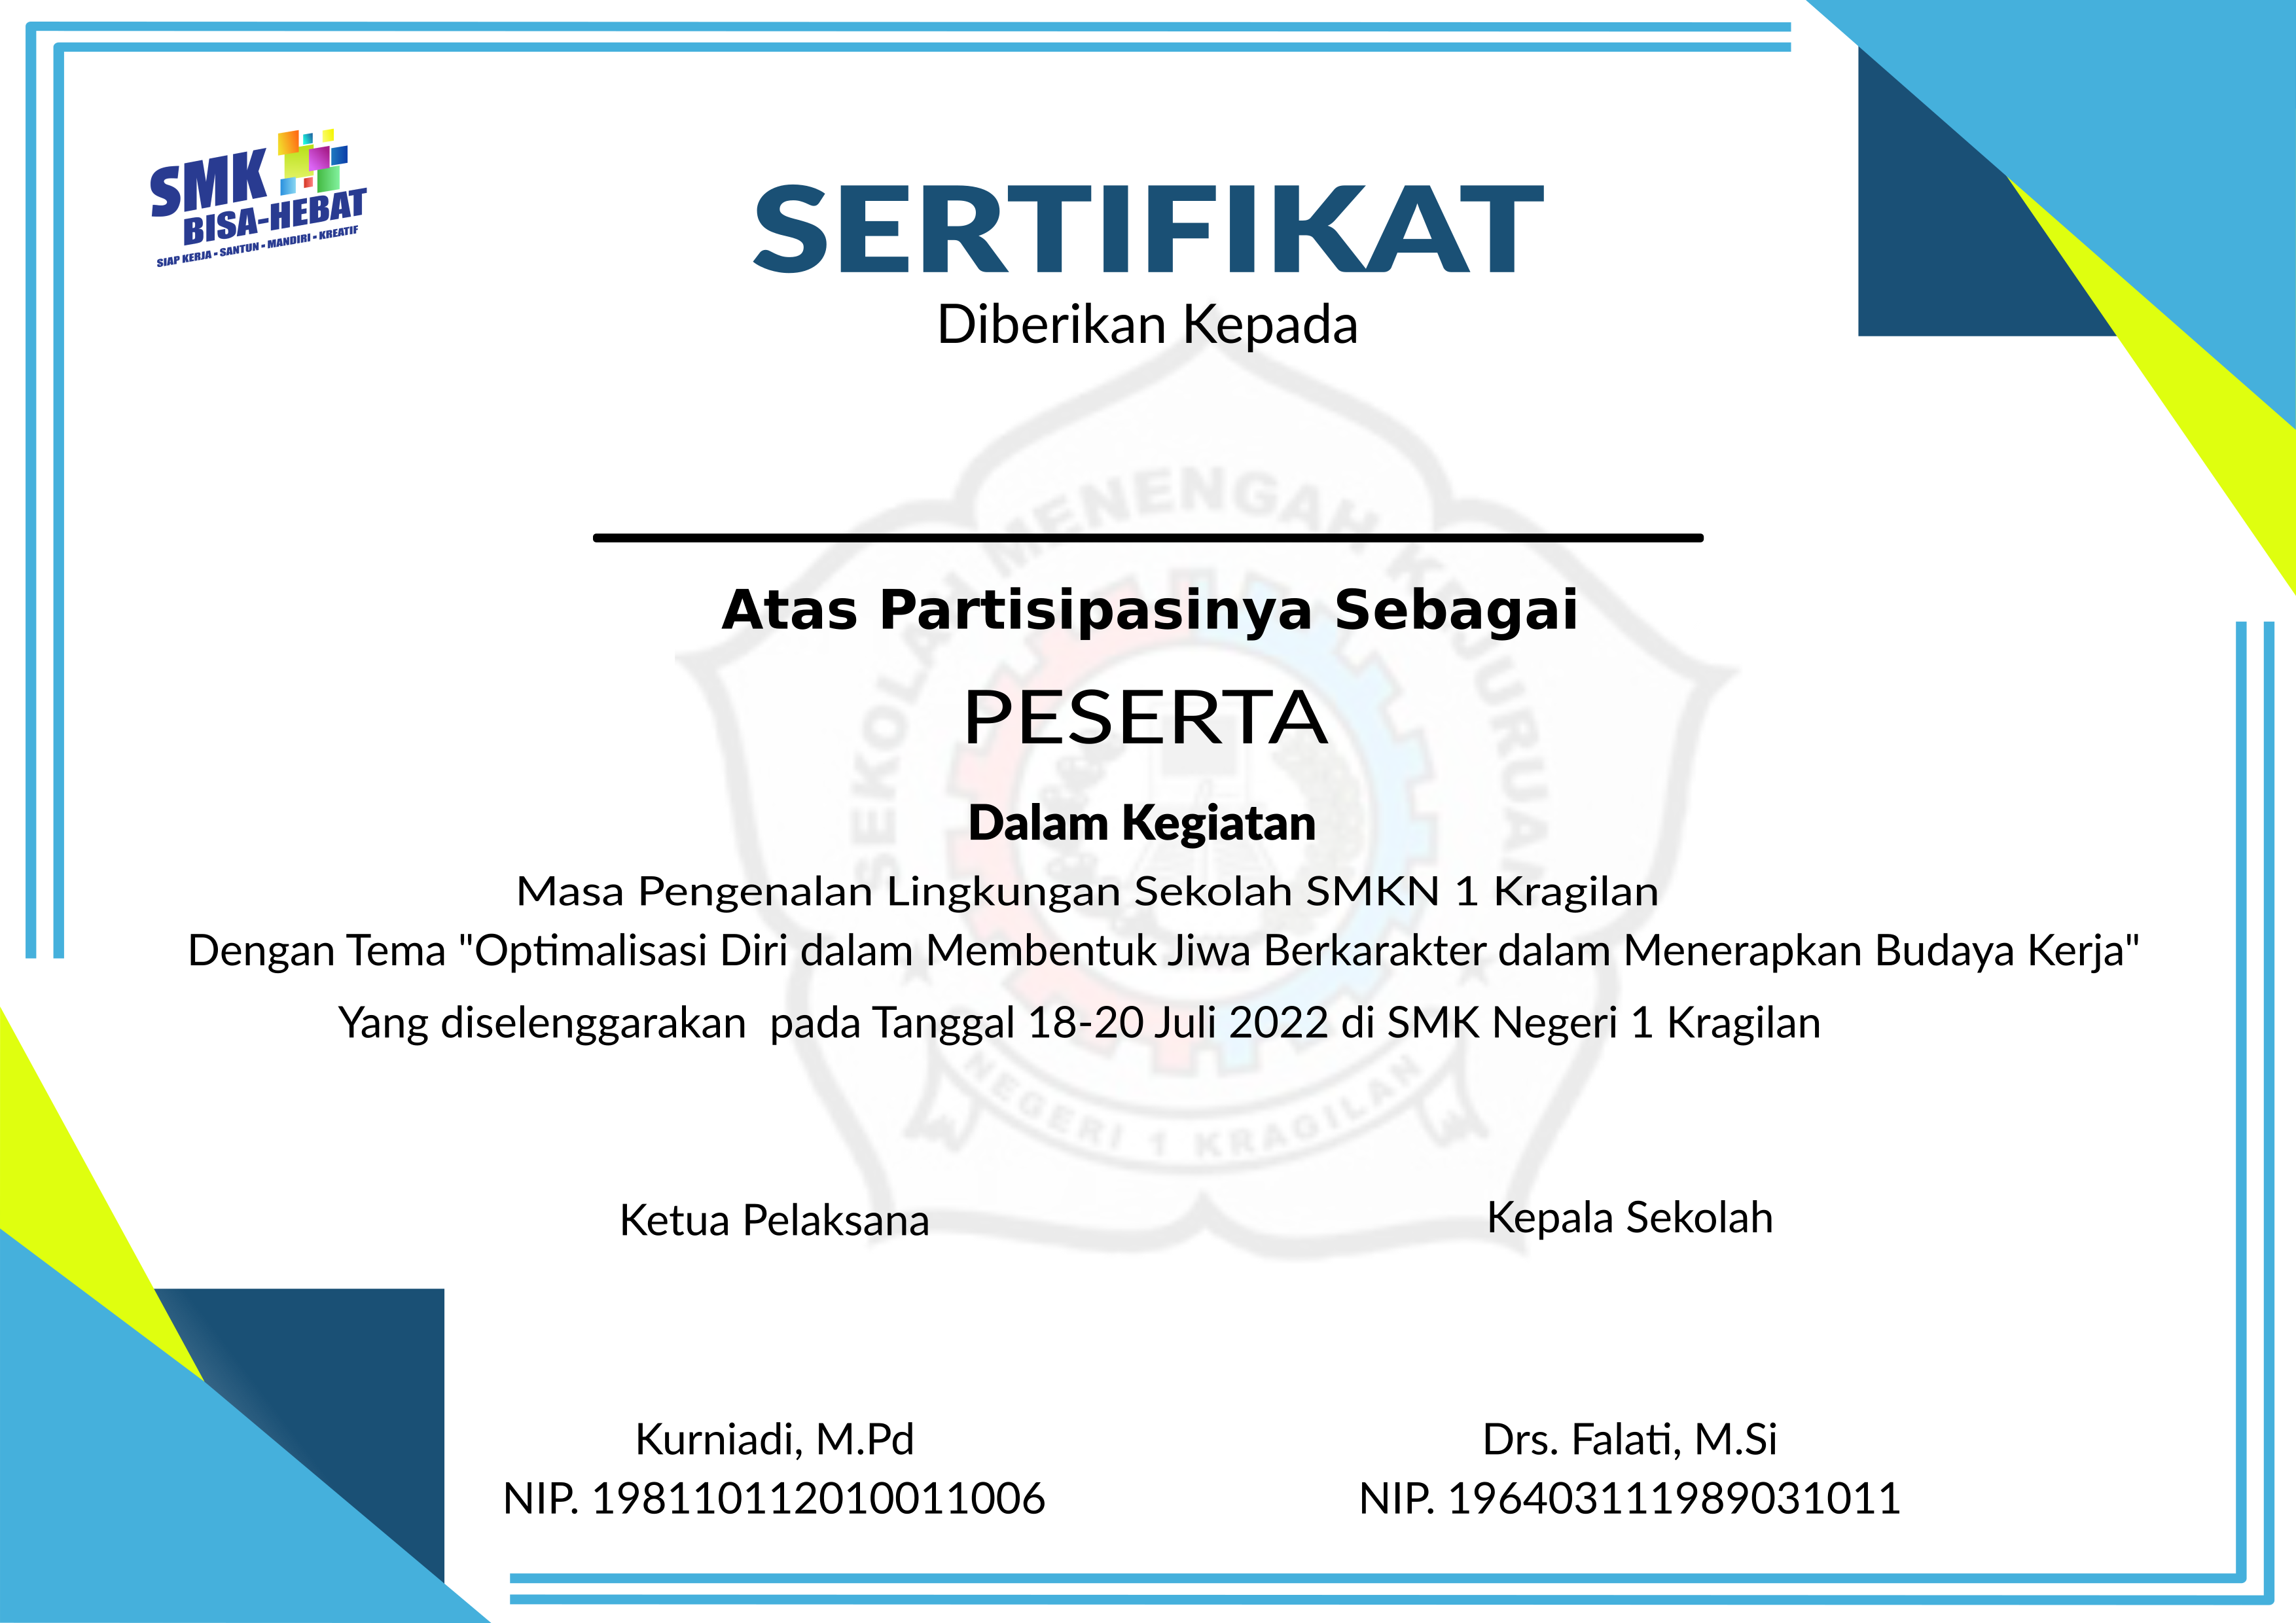 SMK
BISA-HEBAT
SIAP KERJA - SANTUN - MANDIRI - KREATIF
SERTIFIKAT
Diberikan Kepada
SEKOLAH MENENGAH KEJURUAN
Atas Partisipasinya Sebagai
PESERTA
Dalam Kegiatan
Masa Pengenalan Lingkungan Sekolah SMKN 1 Kragilan
Dengan Tema "Optimalisasi Diri dalam Membentuk Jiwa Berkarakter dalam Menerapkan Budaya Kerja"
Yang diselenggarakan  pada Tanggal 18-20 Juli 2022 di SMK Negeri 1 Kragilan
NEGERI 1 KRAGILAN
Ketua Pelaksana
Kepala Sekolah
Kurniadi, M.Pd
Drs. Falati, M.Si
NIP. 198110112010011006
NIP. 196403111989031011